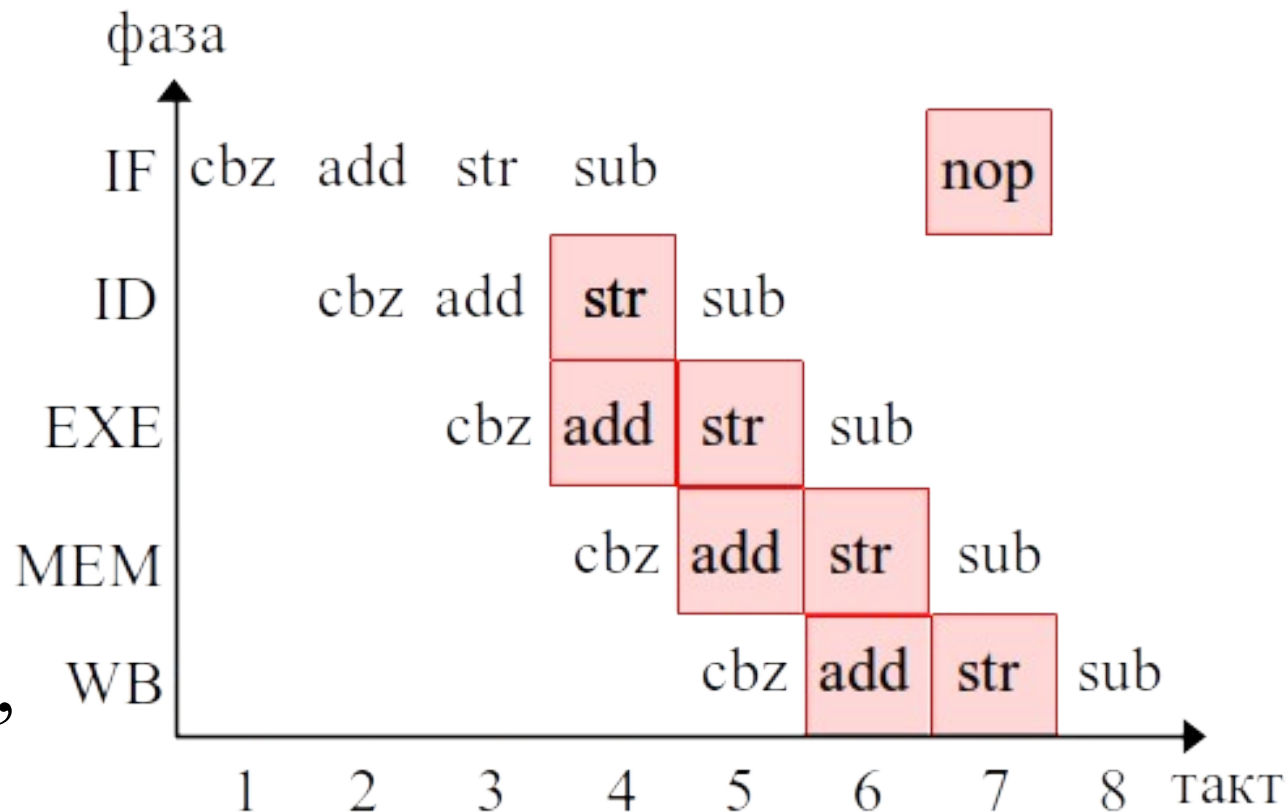 фаза
IF cbz add str sub nop
ID cbz add str sub
EXE cbz add str sub
MEM cbz add str sub
WB cbz add str sub
,
1 2 3 4 5 6 7 8 такт